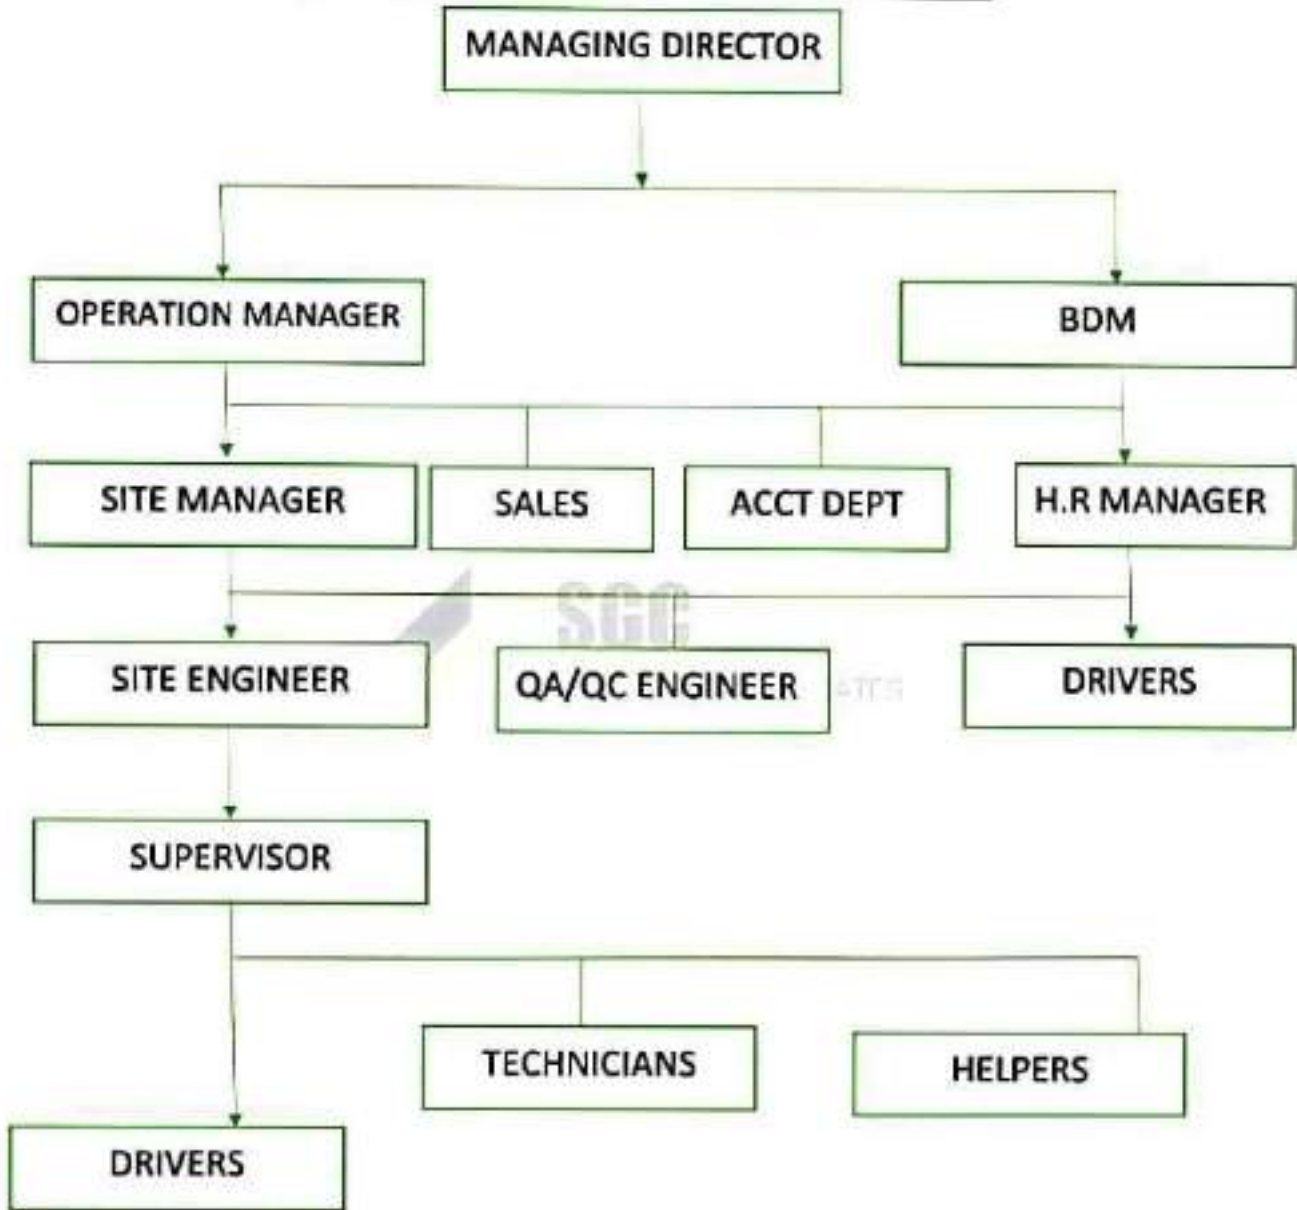 MANAGING DIRECTOR
OPERATION MANAGER
BDM
SITE MANAGER
SALES
ACCT DEPT
H.R MANAGER
SGC
SITE ENGINEER
QA/QC ENGINEER
DRIVERS
SUPERVISOR
TECHNICIANS
HELPERS
DRIVERS